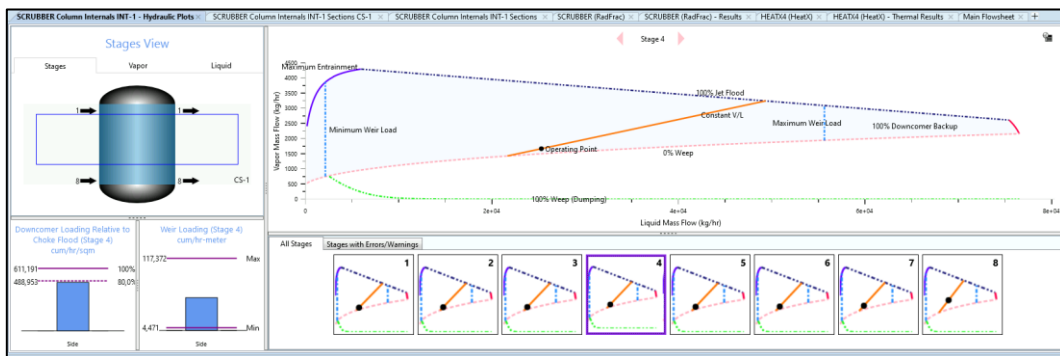 SCRUBBER Column Internals INT-1 - Hydraulic Plots × SCRUBBER Column Internals INT-1 Sections CS-1 × SCRUBBER Column Internals INT-1 Sections × SCRUBBER (RadFrac) × SCRUBBER (RadFrac) - Results × HEATX4 (HeatX) × HEATX4 (HeatX) - Thermal Results × Main Flowsheet × +
Stages View
Stages Vapor Liquid
1 1
8 8
CS-1
Downcomer Loading Relative to
Choke Flood (Stage 4)
cum/hr/sqm
611,191 100%
488,953 80,0%
Side
Weir Loading (Stage 4)
cum/hr-meter
117,372 Max
4,471 Min
Side
Stage 4
Vapor Mass Flow (kg/hr)
4500
4000
3500
3000
2500
2000
1500
1000
500
0
Maximum Entrainment
100% Jet Flood
Constant V/L
Minimum Weir Load
Maximum Weir Load
100% Downcomer Backup
Operating Point
0% Weep
100% Weep (Dumping)
0 2e+04 4e+04 6e+04 8e+04
Liquid Mass Flow (kg/hr)
All Stages Stages with Errors/Warnings
1 2 3 4 5 6 7 8